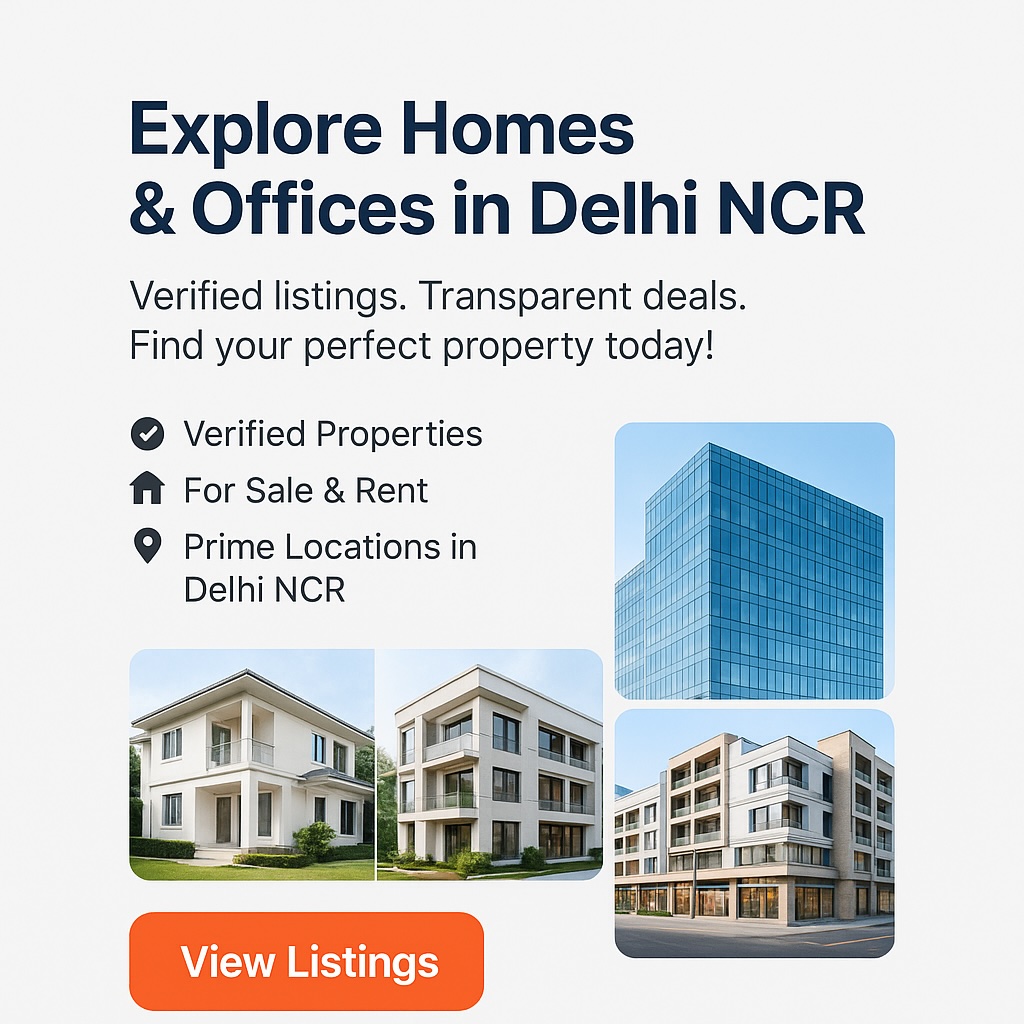 Explore Homes
& Offices in Delhi NCR
Verified listings. Transparent deals.
Find your perfect property today!
Verified Properties
For Sale & Rent
Prime Locations in
Delhi NCR
View Listings